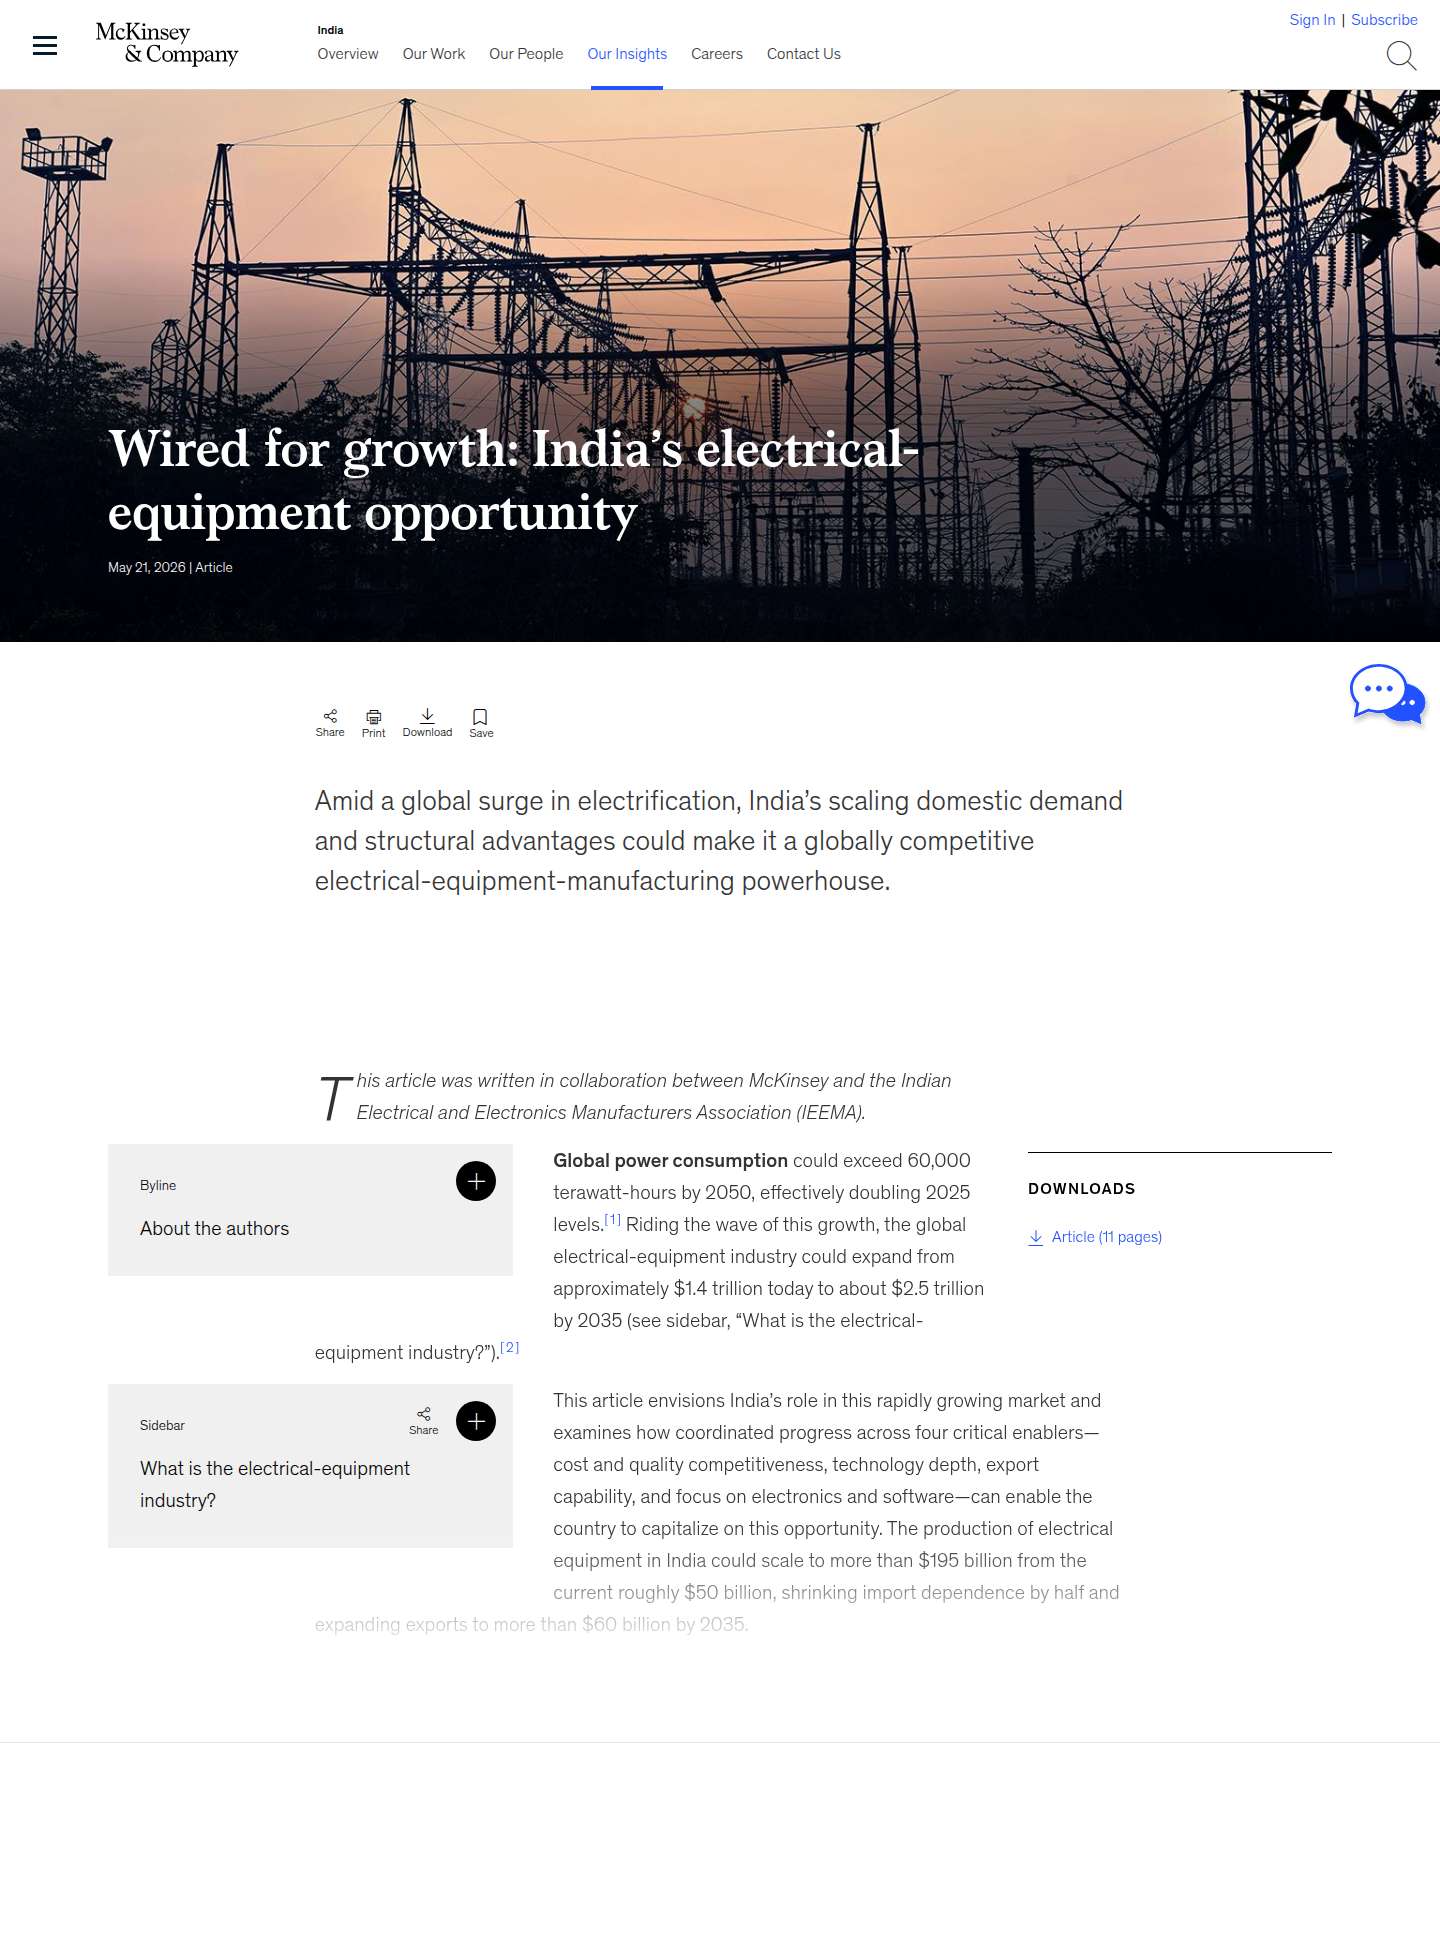 McKinsey
& Company
India
Overview Our Work Our People Our Insights Careers Contact Us
Sign In | Subscribe
Wired for growth: India’s electrical-
equipment opportunity
May 21, 2026 | Article
Share Print Download Save
Amid a global surge in electrification, India’s scaling domestic demand
and structural advantages could make it a globally competitive
electrical-equipment-manufacturing powerhouse.
This article was written in collaboration between McKinsey and the Indian
Electrical and Electronics Manufacturers Association (IEEMA).
Byline
About the authors
Global power consumption could exceed 60,000
terawatt-hours by 2050, effectively doubling 2025
levels.[1] Riding the wave of this growth, the global
electrical-equipment industry could expand from
approximately $1.4 trillion today to about $2.5 trillion
by 2035 (see sidebar, “What is the electrical-
equipment industry?”).[2]
DOWNLOADS
Article (11 pages)
Sidebar
Share
What is the electrical-equipment
industry?
This article envisions India’s role in this rapidly growing market and
examines how coordinated progress across four critical enablers—
cost and quality competitiveness, technology depth, export
capability, and focus on electronics and software—can enable the
country to capitalize on this opportunity. The production of electrical
equipment in India could scale to more than $195 billion from the
current roughly $50 billion, shrinking import dependence by half and
expanding exports to more than $60 billion by 2035.